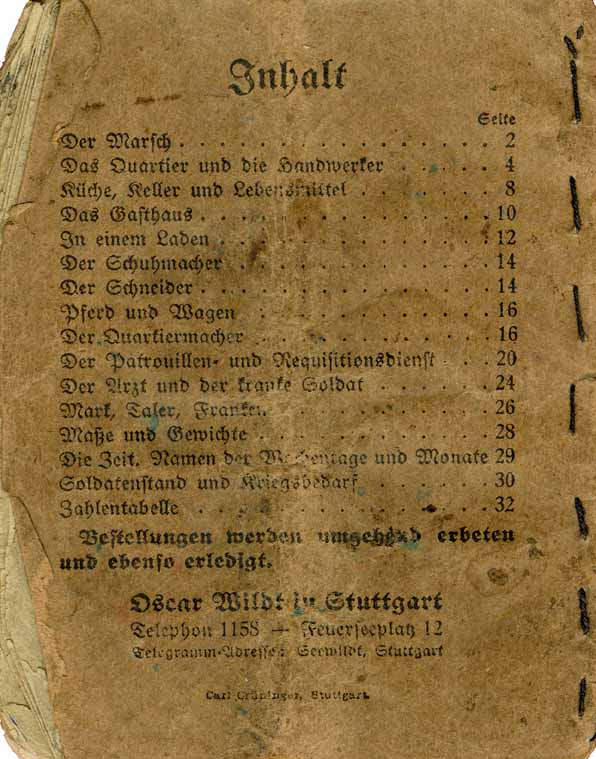 Inhalt
Seite
Der Marsch . . . . . . . . . . . . . . 2
Das Quartier und die Handwerker . . . . . 4
Küche, Keller und Lebensmittel . . . . . . 8
Das Gasthaus . . . . . . . . . . . . . 10
In einem Laden . . . . . . . . . . . . 12
Der Schuhmacher . . . . . . . . . . . 14
Der Schneider . . . . . . . . . . . . . 14
Pferd und Wagen . . . . . . . . . . . 16
Der Quartiermacher . . . . . . . . . . 16
Der Patrouillen- und Requisitionsdienst . . . 20
Der Arzt und der kranke Soldat . . . . . 24
Mark, Taler, Franken . . . . . . . . . . 26
Maße und Gewichte . . . . . . . . . . 28
Die Zeit. Namen der Wochentage und Monate 29
Soldatenstand und Kriegsbedarf . . . . . . 30
Zahlentabelle . . . . . . . . . . . . . 32
Bestellungen werden umgehend erbeten
und ebenso erledigt.
Oscar Wildt in Stuttgart
Telephon 1158 — Feuerseeplatz 12
Telegramm-Adresse: Seewildt, Stuttgart
Carl Grüninger, Stuttgart.